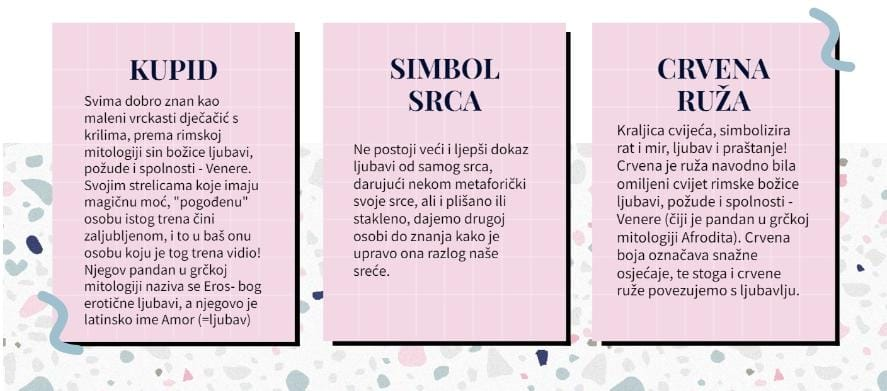 KUPID
Svima dobro znan kao
maleni vrckasti dječačić s
krilima, prema rimskoj
mitologiji sin božice ljubavi,
požude i spolnosti - Venere.
Svojim strelicama koje imaju
magičnu moć, "pogođenu"
osobu istog trena čini
zaljubljenom, i to u baš onu
osobu koju je tog trena vidio!
Njegov pandan u grčkoj
mitologiji naziva se Eros- bog
erotične ljubavi, a njegovo je
latinsko ime Amor (=ljubav)
SIMBOL
SRCA
Ne postoji veći i ljepši dokaz
ljubavi od samog srca,
darujući nekom metaforički
svoje srce, ali i plišano ili
stakleno, dajemo drugoj
osobi do znanja kako je
upravo ona razlog naše
sreće.
CRVENA
RUŽA
Kraljica cvijeća, simbolizira
rat i mir, ljubav i praštanje!
Crvena je ruža navodno bila
omiljeni cvijet rimske božice
ljubavi, požude i spolnosti -
Venere (čiji je pandan u grčkoj
mitologiji Afrodita). Crvena
boja označava snažne
osjećaje, te stoga i crvene
ruže povezujemo s ljubavlju.